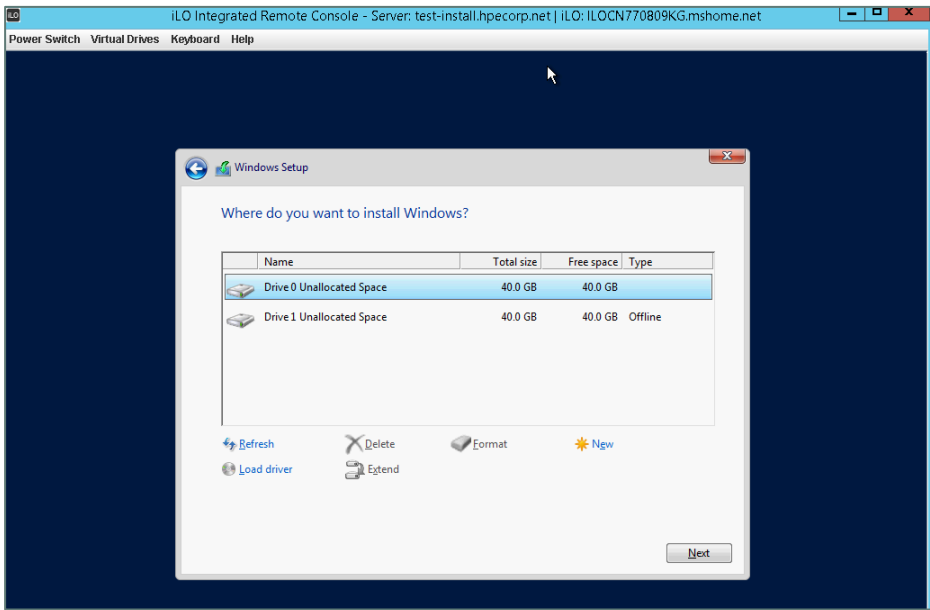 iLO
iLO Integrated Remote Console - Server: test-install.hpecorp.net | iLO: ILOCN770809KG.mshome.net
Power Switch Virtual Drives Keyboard Help
Windows Setup
Where do you want to install Windows?
Name Total size Free space Type
Drive 0 Unallocated Space 40.0 GB 40.0 GB
Drive 1 Unallocated Space 40.0 GB 40.0 GB Offline
Refresh Delete Format New
Load driver Extend
Next